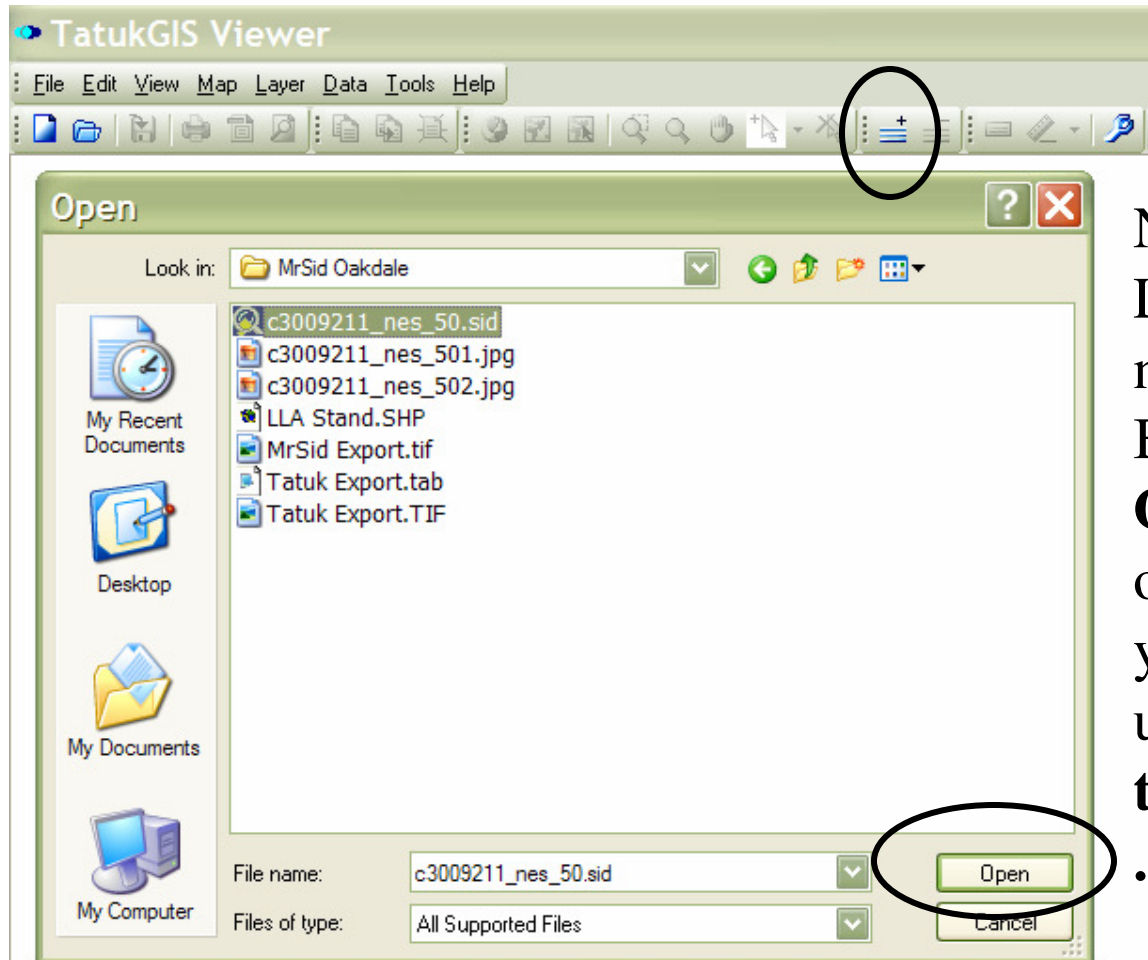 TatukGIS Viewer
File Edit View Map Layer Data Tools Help
Open
Look in: MrSid Oakdale
c3009211_nes_50.sid
c3009211_nes_501.jpg
c3009211_nes_502.jpg
LLA Stand.SHP
MrSid Export.tif
Tatuk Export.tab
Tatuk Export.TIF
My Recent
Documents
Desktop
My Documents
My Computer
File name: c3009211_nes_50.sid Open
Files of type: All Supported Files Cancel